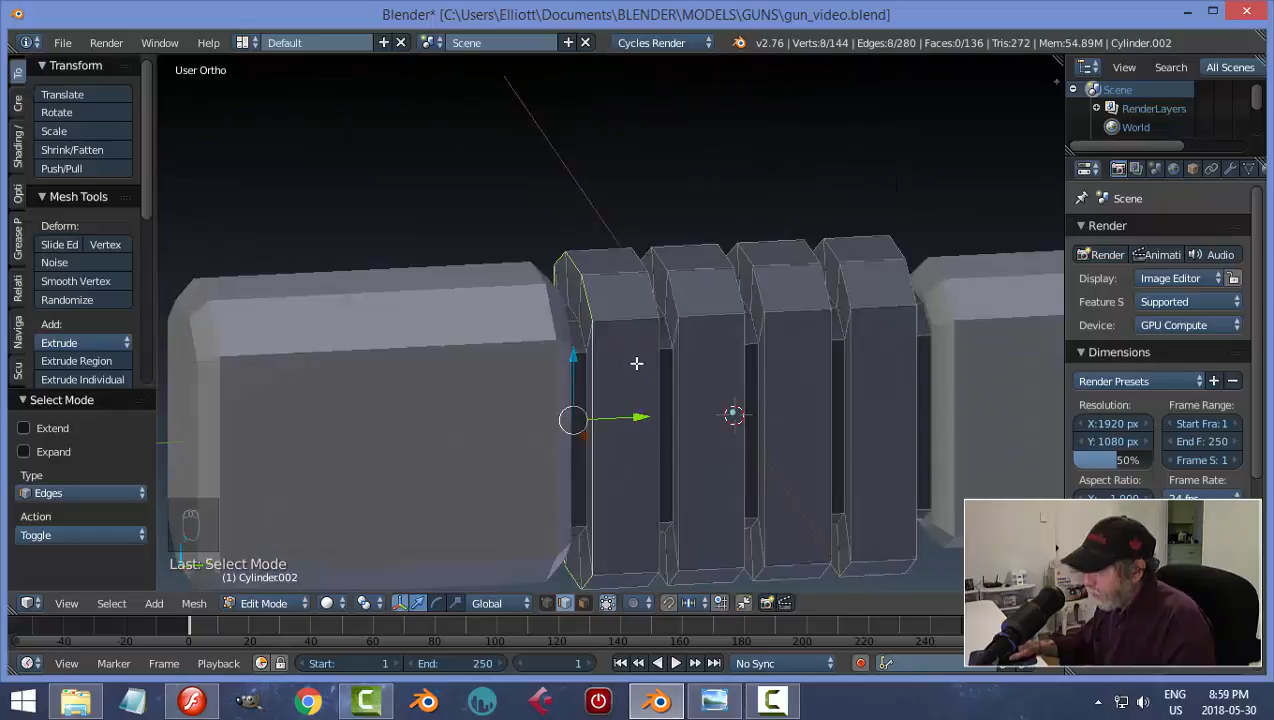 Blender* [C:\Users\Elliott\Documents\BLENDER\MODELS\GUNS\gun_video.blend]
File Render Window Help Default Scene Cycles Render v2.76 | Verts:8/144 | Edges:8/280 | Faces:0/136 | Tris:272 | Mem:54.89M | Cylinder.002
Transform
Translate
Rotate
Scale
Shrink/Fatten
Push/Pull
Mesh Tools
Deform:
Slide Ed Vertex
Noise
Smooth Vertex
Randomize
Add:
Extrude
Extrude Region
Extrude Individual
To
Cre
Shading /
Opti
Grease P
Relati
Naviga
Scu
Select Mode
Extend
Expand
Type
Edges
Action
Toggle
User Ortho
Last: Select Mode
(1) Cylinder.002
View Search All Scenes
Scene
RenderLayers
World
Scene
Render
Render Animati Audio
Display: Image Editor
Feature S Supported
Device: GPU Compute
Dimensions
Render Presets
Resolution: Frame Range:
X:1920 px Start Fra: 1
Y: 1080 px End F: 250
50% Frame S: 1
Aspect Ratio: Frame Rate:
View Select Add Mesh Edit Mode Global
-40 -20 0 20 40 60 80 100 120 140 160 180 200 220 240
View Marker Frame Playback Start: 1 End: 250 1 No Sync
ENG 8:59 PM
US 2018-05-30